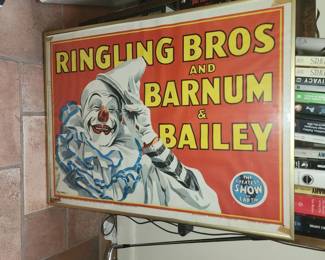 RINGLING BROS
AND
BARNUM
&
BAILEY
THE
GREATEST
SHOW
ON
EARTH